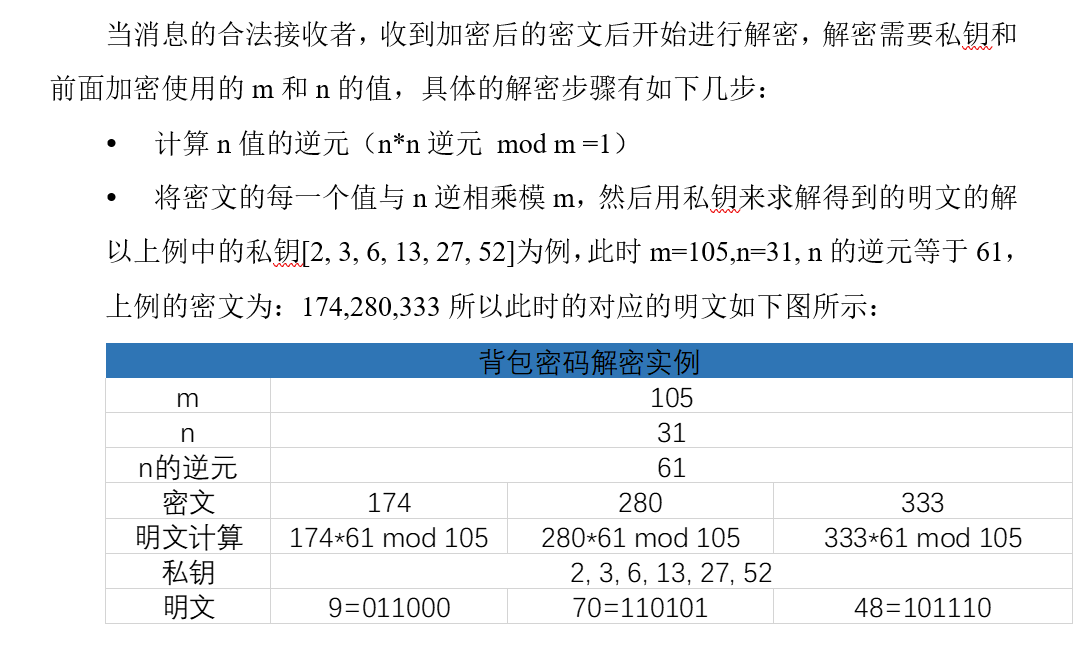 当消息的合法接收者，收到加密后的密文后开始进行解密，解密需要私钥和
前面加密使用的 m 和 n 的值，具体的解密步骤有如下几步：
• 计算 n 值的逆元（n*n 逆元 mod m =1）
• 将密文的每一个值与 n 逆相乘模 m，然后用私钥来求解得到的明文的解
以上例中的私钥[2, 3, 6, 13, 27, 52]为例，此时 m=105,n=31, n 的逆元等于 61，
上例的密文为：174,280,333 所以此时的对应的明文如下图所示：
背包密码解密实例
m 105
n 31
n的逆元 61
密文 174 280 333
明文计算 174*61 mod 105 280*61 mod 105 333*61 mod 105
私钥 2, 3, 6, 13, 27, 52
明文 9=011000 70=110101 48=101110